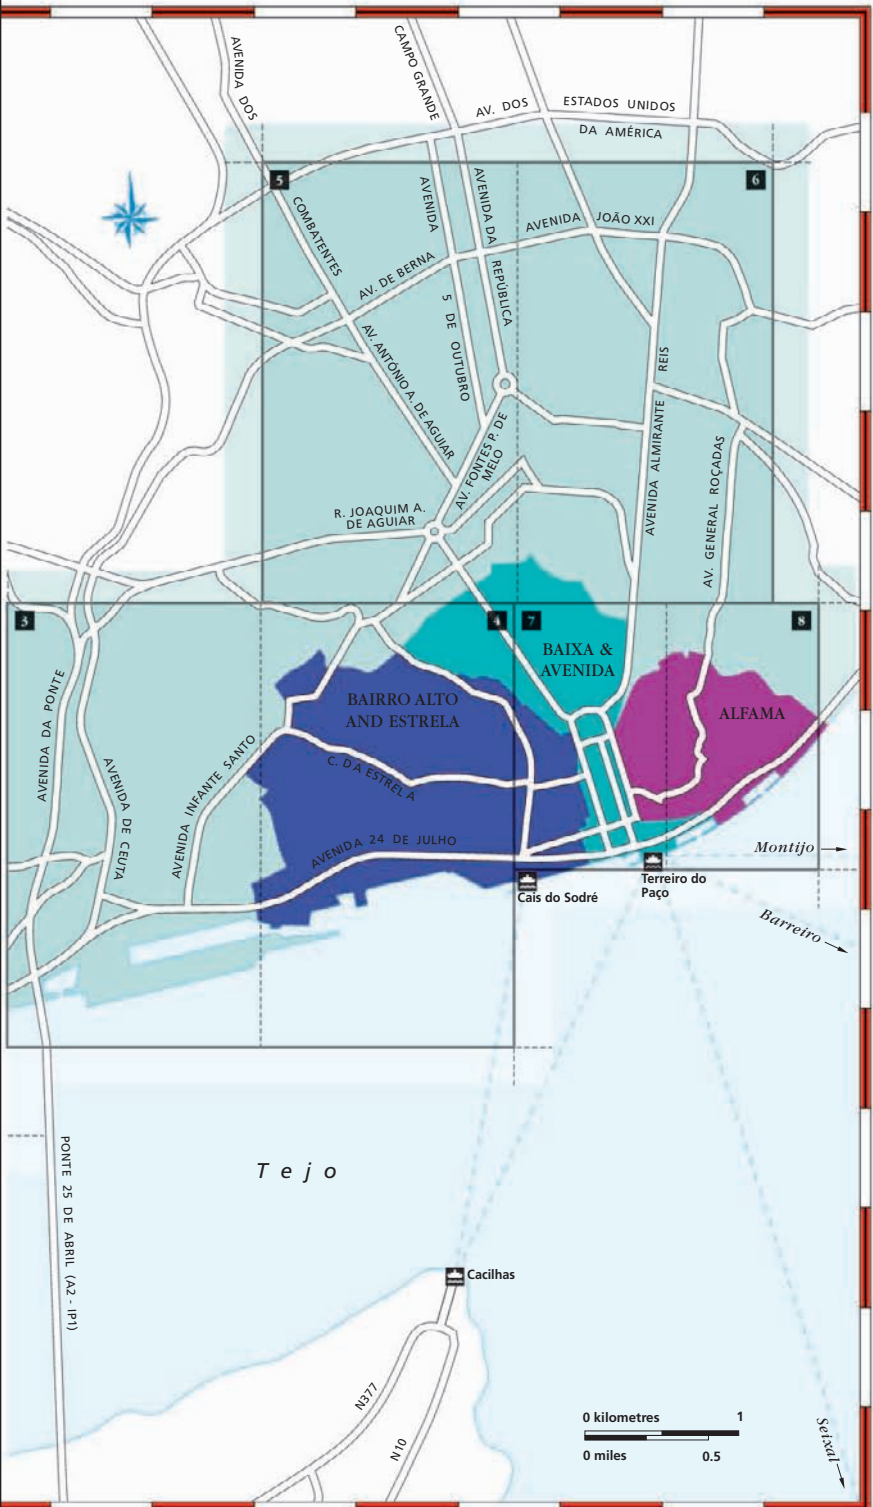 AVENIDA DOS
CAMPO GRANDE
AV. DOS
ESTADOS UNIDOS
DA AMÉRICA
5
6
COMBATENTES
AVENIDA
AVENIDA DA
REPÚBLICA
AVENIDA
JOÃO XXI
AV. DE BERNA
5 DE OUTUBRO
AV. ANTÓNIO A. DE AGUIAR
REIS
AVENIDA ALMIRANTE
AV. FONTES P. DE
MELO
AV. GENERAL ROÇADAS
R. JOAQUIM A.
DE AGUIAR
3
4
7
8
BAIXA &
AVENIDA
BAIRRO ALTO
AND ESTRELA
ALFAMA
AVENIDA DA PONTE
AVENIDA DE CEUTA
AVENIDA INFANTE SANTO
C. DA ESTRELA
AVENIDA 24 DE JULHO
Montijo
Terreiro do
Paço
Cais do Sodré
Barreiro
PONTE 25 DE ABRIL (A2 - IP1)
Tejo
Cacilhas
N377
N10
0 kilometres 1
0 miles 0.5
Seixal